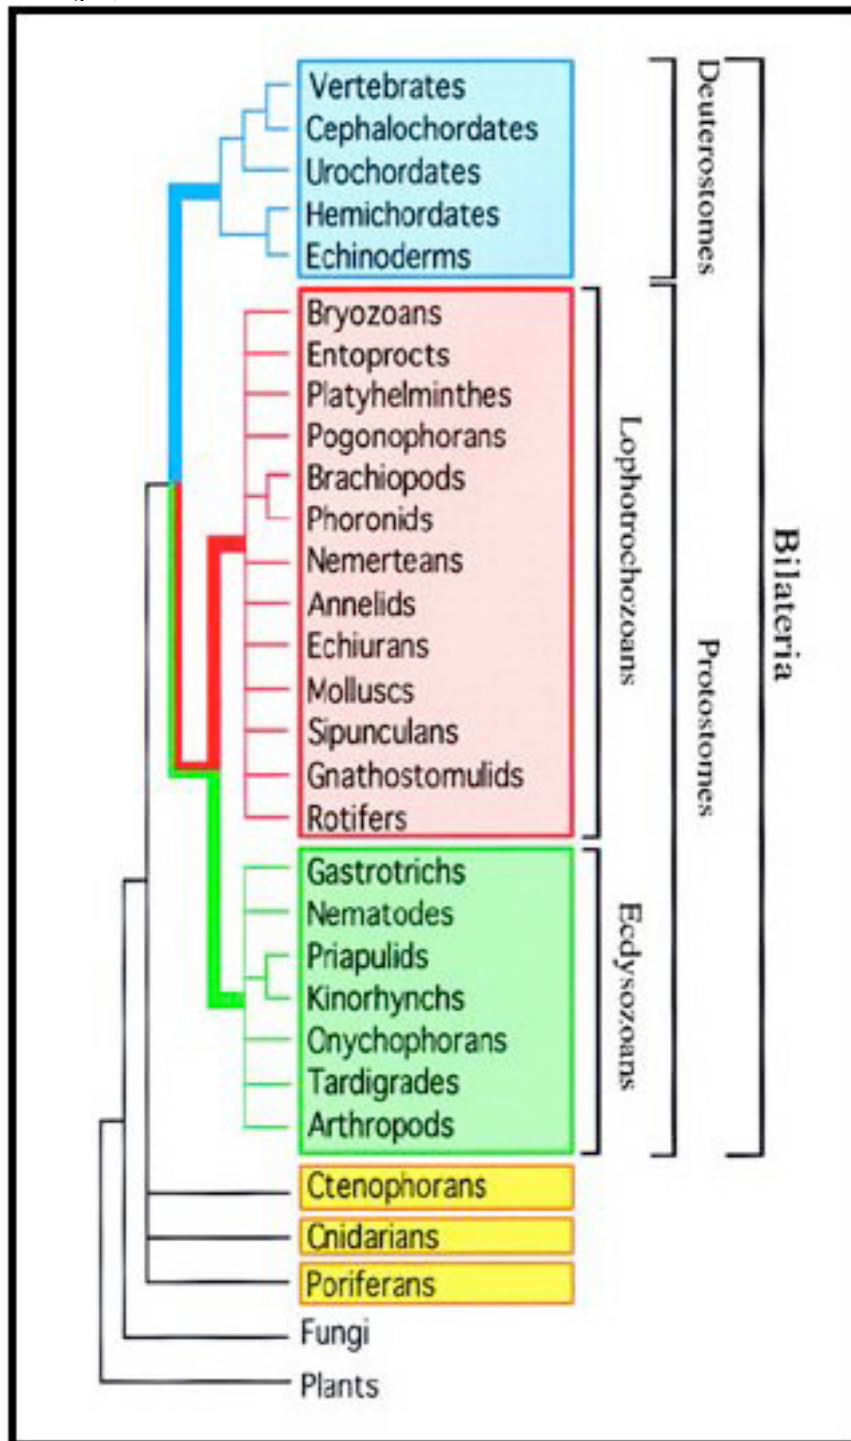 Vertebrates
Cephalochordates
Urochordates
Hemichordates
Echinoderms
Bryozoans
Entoprocts
Platyhelminthes
Pogonophorans
Brachiopods
Phoronids
Nemerteans
Annelids
Echiurans
Molluscs
Sipunculans
Gnathostomulids
Rotifers
Gastrotrichs
Nematodes
Priapulids
Kinorhynchs
Onychophorans
Tardigrades
Arthropods
Ctenophorans
Cnidarians
Poriferans
Fungi
Plants
Lophotrochozoans
Ecdysozoans
Deuterostomes
Protostomes
Bilateria